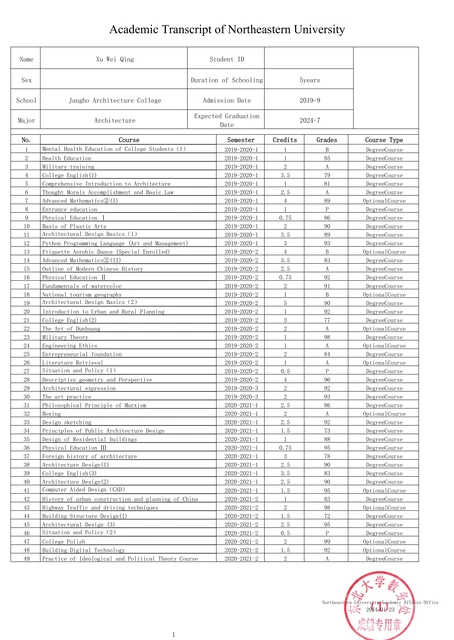 Academic Transcript of Northeastern University
Name Xu Wei Qing Student ID
Sex Duration of Schooling 5years
School Jangho Architecture College Admission Date 2019-9
Major Architecture Expected Graduation Date 2024-7
No. Course Semester Credits Grades Course Type
1 Mental Health Education of College Students (1) 2019-2020-1 1 B DegreeCourse
2 Health Education 2019-2020-1 1 85 DegreeCourse
3 Military training 2019-2020-1 2 A DegreeCourse
4 College English(1) 2019-2020-1 3.5 79 DegreeCourse
5 Comprehensive Introduction to Architecture 2019-2020-1 1 81 DegreeCourse
6 Thought Morals Accomplishment and Basic Law 2019-2020-1 2.5 A DegreeCourse
7 Advanced Mathematics②(I) 2019-2020-1 4 89 OptionalCourse
8 Entrance education 2019-2020-1 1 P DegreeCourse
9 Physical Education Ⅰ 2019-2020-1 0.75 86 DegreeCourse
10 Basis of Plastic Arts 2019-2020-1 2 90 DegreeCourse
11 Architectural Design Basics (1) 2019-2020-1 3.5 89 DegreeCourse
12 Python Programming Language (Art and Management) 2019-2020-1 3 93 DegreeCourse
13 Etiquette Aerobic Dance (Special Enrolled) 2019-2020-2 4 B OptionalCourse
14 Advanced Mathematics②(II) 2019-2020-2 3.5 83 DegreeCourse
15 Outline of Modern Chinese History 2019-2020-2 2.5 A DegreeCourse
16 Physical Education Ⅱ 2019-2020-2 0.75 92 DegreeCourse
17 Fundamentals of watercolor 2019-2020-2 2 91 DegreeCourse
18 National tourism geography 2019-2020-2 1 B OptionalCourse
19 Architectural Design Basics (2) 2019-2020-2 5 90 DegreeCourse
20 Introduction to Urban and Rural Planning 2019-2020-2 1 92 DegreeCourse
21 College English(2) 2019-2020-2 3 77 DegreeCourse
22 The Art of Dunhuang 2019-2020-2 2 A OptionalCourse
23 Military Theory 2019-2020-2 1 98 DegreeCourse
24 Engineering Ethics 2019-2020-2 1 A OptionalCourse
25 Entrepreneurial foundation 2019-2020-2 2 84 DegreeCourse
26 Literature Retrieval 2019-2020-2 1 A OptionalCourse
27 Situation and Policy (1) 2019-2020-2 0.5 P DegreeCourse
28 Descriptive geometry and Perspective 2019-2020-2 4 96 DegreeCourse
29 Architectural expression 2019-2020-3 2 92 DegreeCourse
30 The art practice 2019-2020-3 2 93 DegreeCourse
31 Philosophical Principle of Marxism 2020-2021-1 2.5 86 DegreeCourse
32 Boxing 2020-2021-1 2 A OptionalCourse
33 Design sketching 2020-2021-1 2.5 92 DegreeCourse
34 Principles of Public Architecture Design 2020-2021-1 1.5 73 DegreeCourse
35 Design of Residential buildings 2020-2021-1 1 88 DegreeCourse
36 Physical Education Ⅲ 2020-2021-1 0.75 95 DegreeCourse
37 Foreign history of architecture 2020-2021-1 3 78 DegreeCourse
38 Architecture Design(1) 2020-2021-1 2.5 90 DegreeCourse
39 College English(3) 2020-2021-1 3.5 83 DegreeCourse
40 Architecture Design(2) 2020-2021-1 2.5 90 DegreeCourse
41 Computer Aided Design (CAD) 2020-2021-1 1.5 95 OptionalCourse
42 History of urban construction and planning of China 2020-2021-2 1 83 DegreeCourse
43 Highway Traffic and driving techniques 2020-2021-2 2 98 OptionalCourse
44 Building Structure Design(1) 2020-2021-2 1.5 72 DegreeCourse
45 Architectural Design (3) 2020-2021-2 2.5 95 DegreeCourse
46 Situation and Policy (2) 2020-2021-2 0.5 P DegreeCourse
47 College Polish 2020-2021-2 2 99 OptionalCourse
48 Building Digital Technology 2020-2021-2 1.5 92 OptionalCourse
49 Practice of Ideological and Political Theory Course 2020-2021-2 2 A DegreeCourse
Northeastern University Academic Affairs Office
东北大学教务处
成绩专用章
1